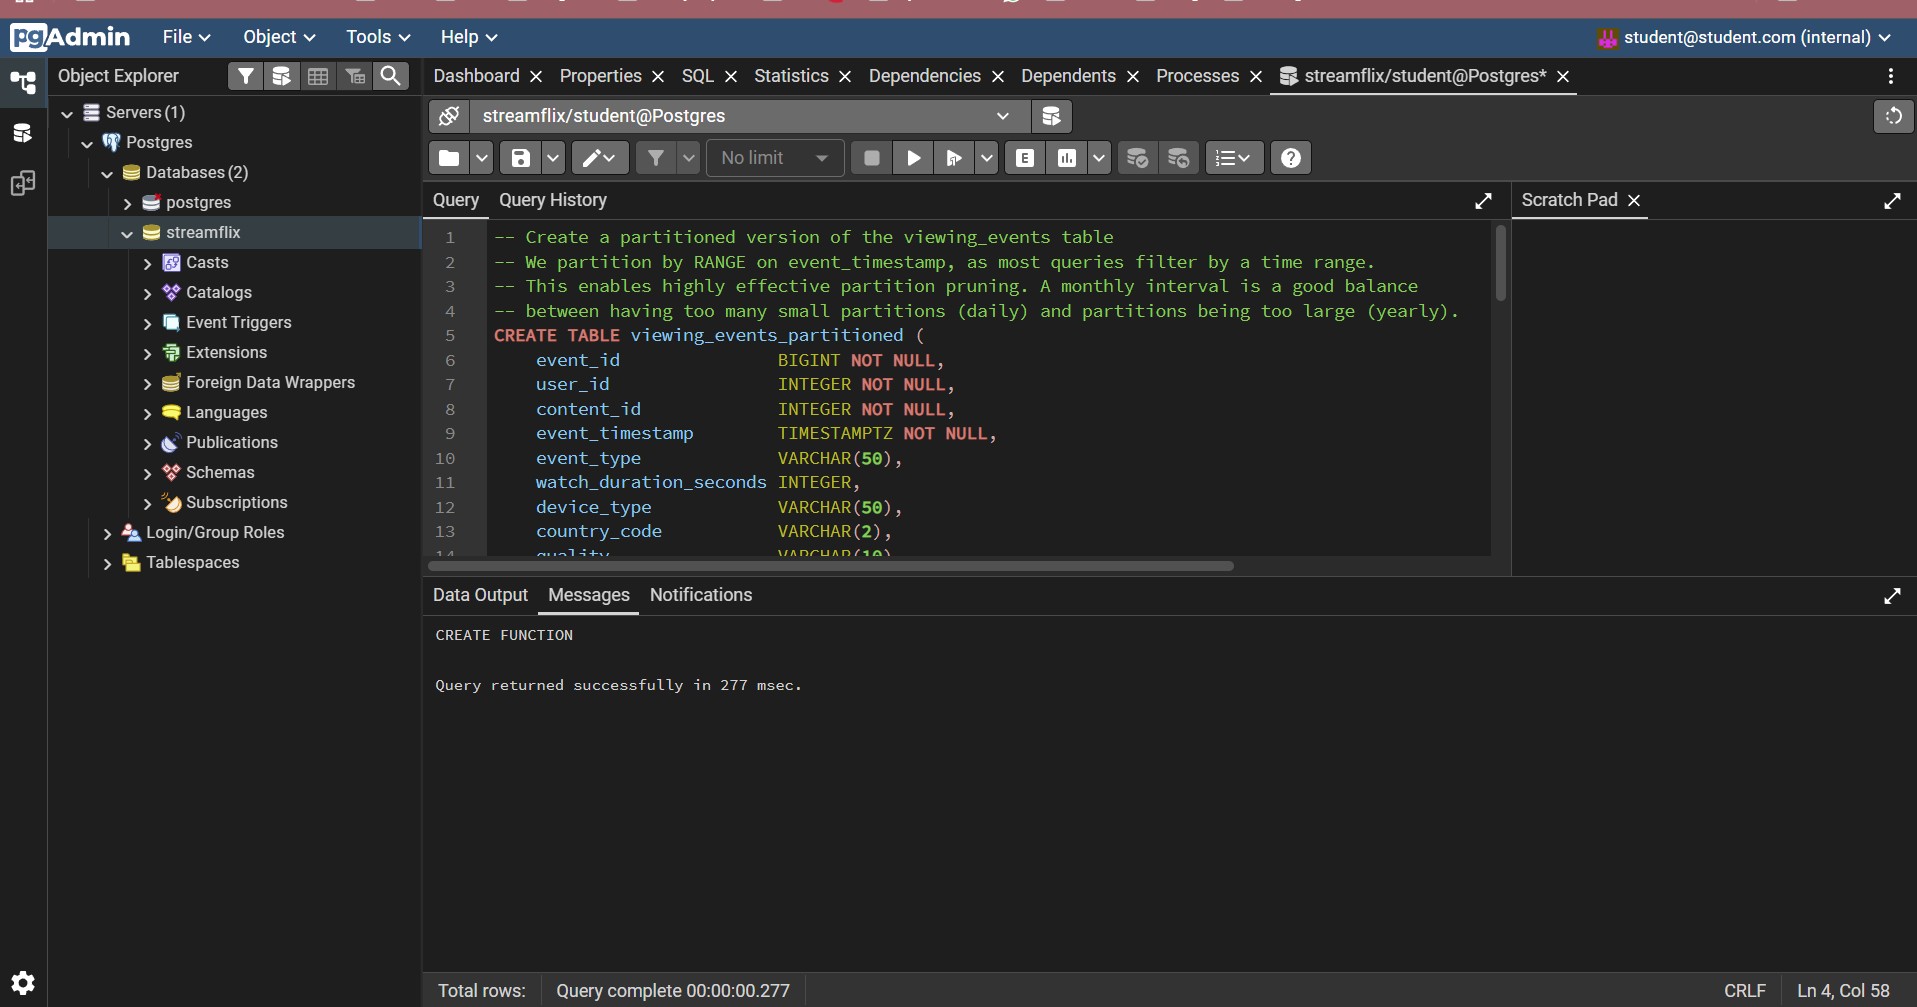 pgAdmin File Object Tools Help student@student.com (internal)
Object Explorer
Dashboard Properties SQL Statistics Dependencies Dependents Processes streamflix/student@Postgres*
Servers (1)
Postgres
Databases (2)
postgres
streamflix
Casts
Catalogs
Event Triggers
Extensions
Foreign Data Wrappers
Languages
Publications
Schemas
Subscriptions
Login/Group Roles
Tablespaces
streamflix/student@Postgres
No limit
E
Query Query History
Scratch Pad
1 -- Create a partitioned version of the viewing_events table
2 -- We partition by RANGE on event_timestamp, as most queries filter by a time range.
3 -- This enables highly effective partition pruning. A monthly interval is a good balance
4 -- between having too many small partitions (daily) and partitions being too large (yearly).
5 CREATE TABLE viewing_events_partitioned (
6 event_id BIGINT NOT NULL,
7 user_id INTEGER NOT NULL,
8 content_id INTEGER NOT NULL,
9 event_timestamp TIMESTAMPTZ NOT NULL,
10 event_type VARCHAR(50),
11 watch_duration_seconds INTEGER,
12 device_type VARCHAR(50),
13 country_code VARCHAR(2),
14 quality VARCHAR(10)
Data Output Messages Notifications
CREATE FUNCTION
Query returned successfully in 277 msec.
Total rows: Query complete 00:00:00.277 CRLF Ln 4, Col 58